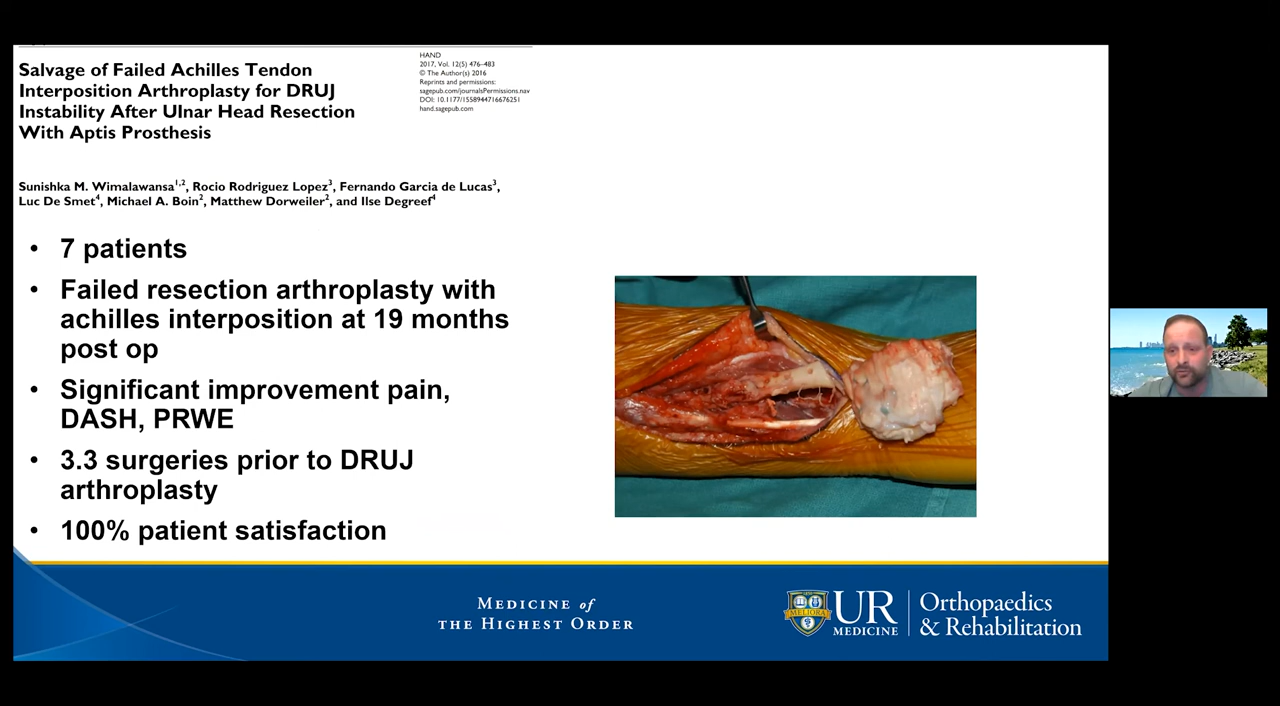 HAND
2017, Vol. 12(5) 476–483
© The Author(s) 2016
Reprints and permissions:
sagepub.com/journalsPermissions.nav
DOI: 10.1177/1558944716676251
hand.sagepub.com
Salvage of Failed Achilles Tendon
Interposition Arthroplasty for DRUJ
Instability After Ulnar Head Resection
With Aptis Prosthesis
Sunishka M. Wimalawansa1,2, Rocio Rodriguez Lopez3, Fernando Garcia de Lucas3,
Luc De Smet4, Michael A. Boin2, Matthew Dorweiler2, and Ilse Degreef4
• 7 patients
• Failed resection arthroplasty with
achilles interposition at 19 months
post op
• Significant improvement pain,
DASH, PRWE
• 3.3 surgeries prior to DRUJ
arthroplasty
• 100% patient satisfaction
MEDICINE of
THE HIGHEST ORDER
MELIORA
UR
MEDICINE
Orthopaedics
& Rehabilitation